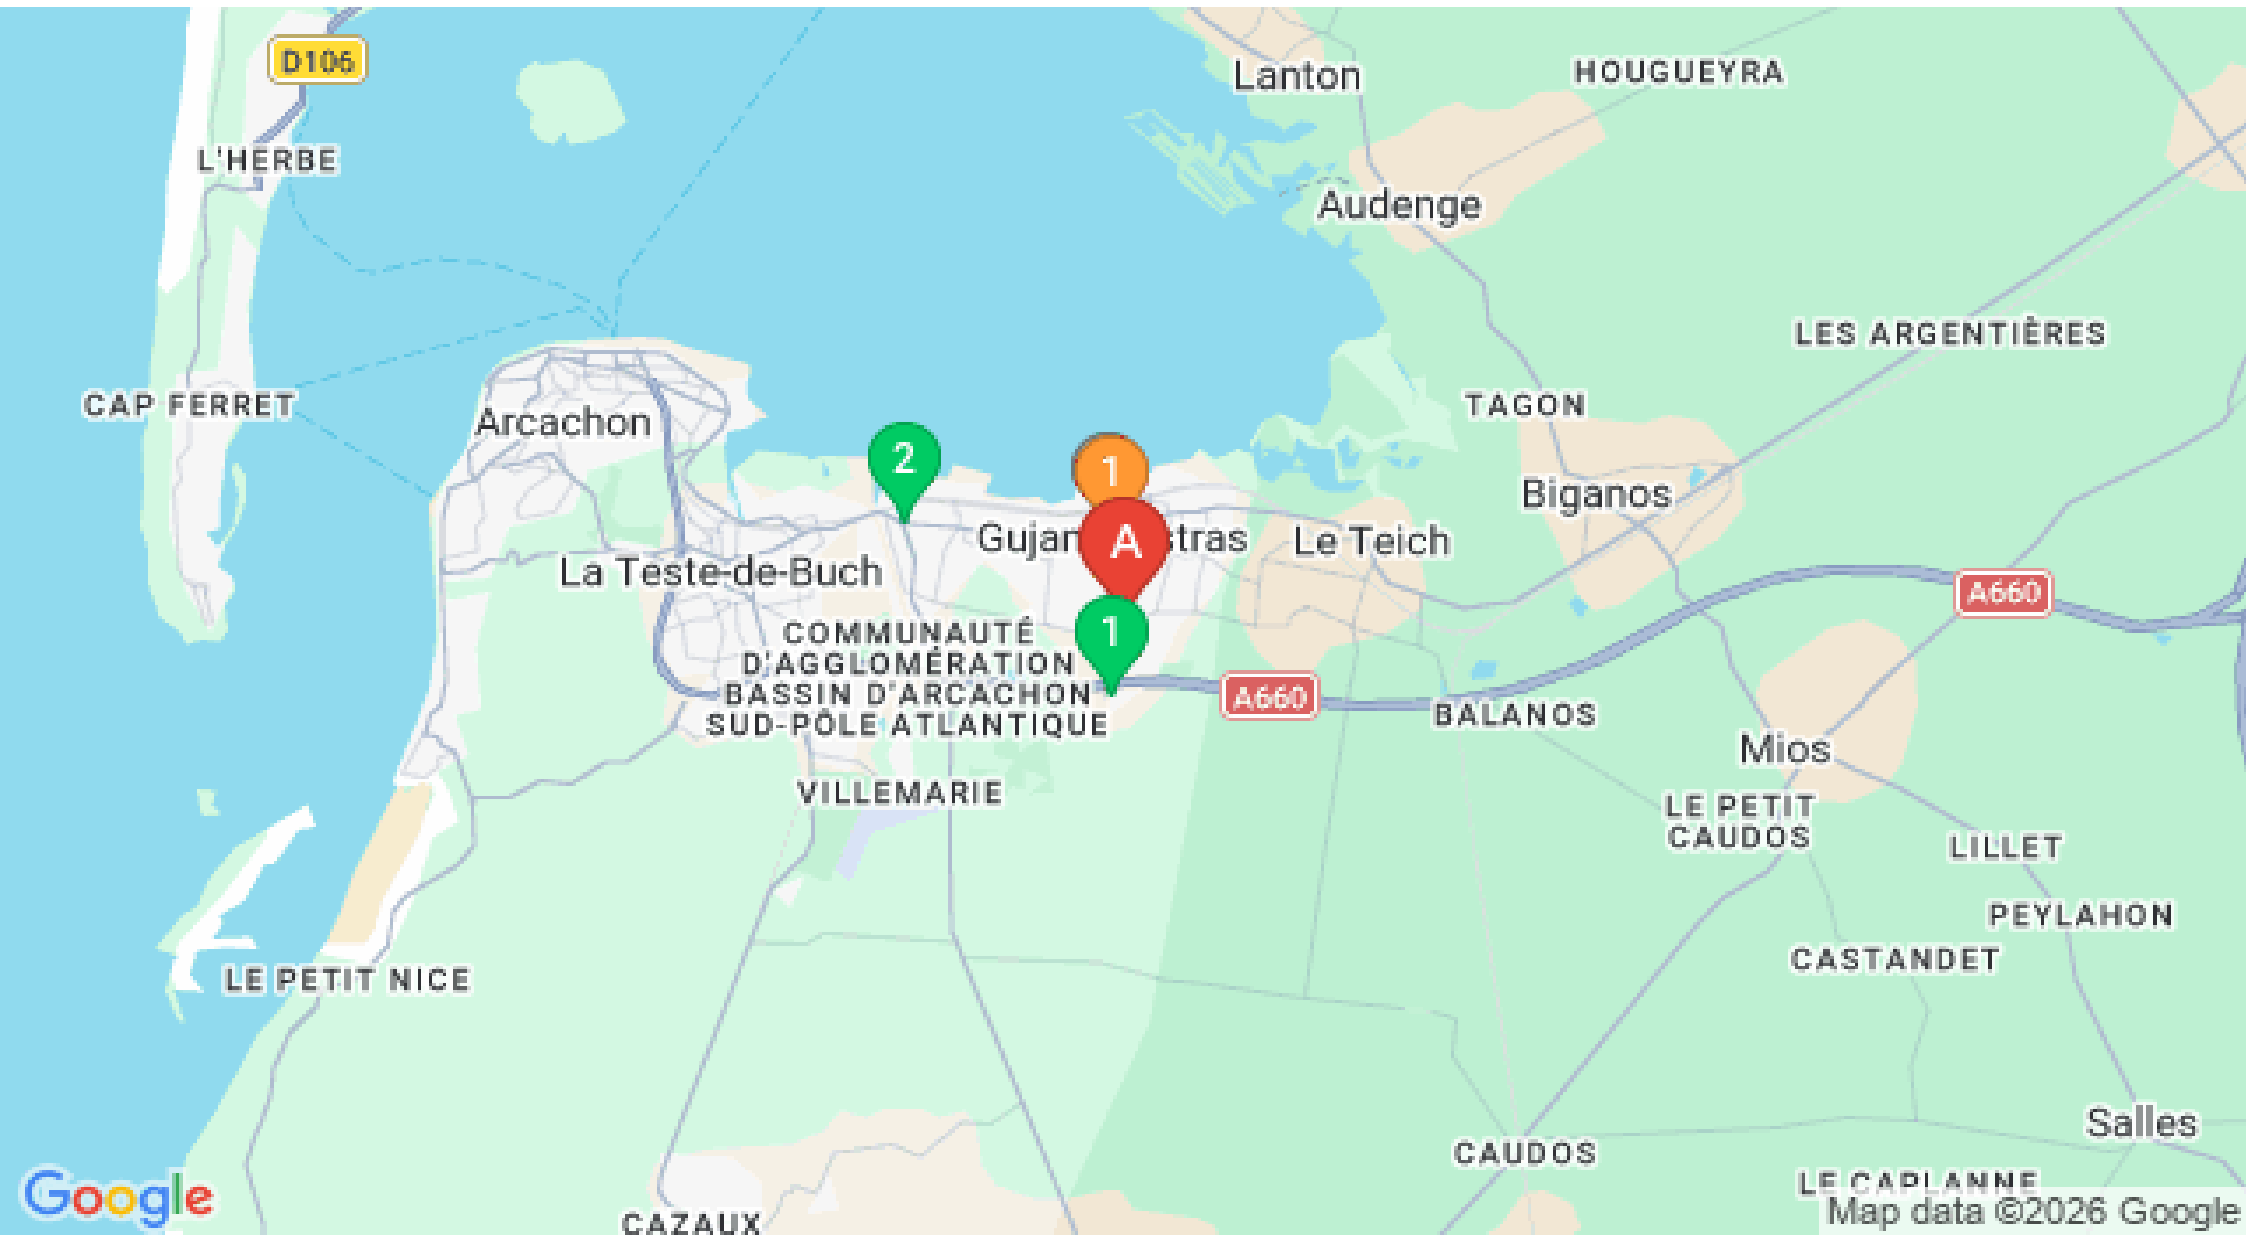 D106
Lanton
HOUGUEYRA
L'HERBE
Audenge
LES ARGENTIÈRES
CAP FERRET
TAGON
Arcachon
2
1
Biganos
Gujan
stras
A
Le Teich
La Teste-de-Buch
A660
1
COMMUNAUTÉ
D'AGGLOMÉRATION
BASSIN D'ARCACHON
SUD-PÔLE ATLANTIQUE
A660
BALANOS
Mios
VILLEMARIE
LE PETIT
CAUDOS
LILLET
PEYLAHON
CASTANDET
LE PETIT NICE
Salles
CAUDOS
LE CAPLANNE
Google
CAZAUX
Map data ©2026 Google